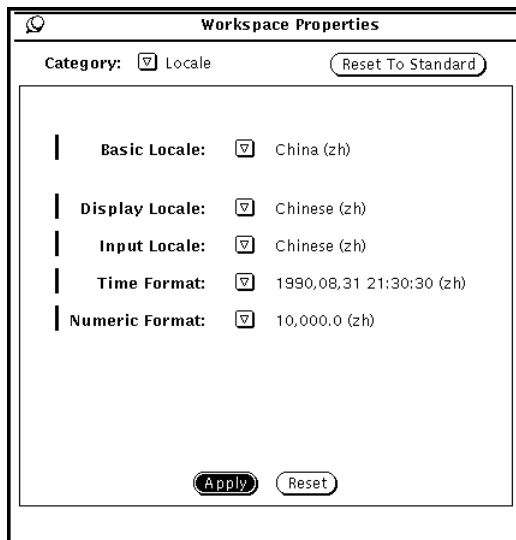 Workspace Properties
Category: Locale Reset To Standard
Basic Locale: China (zh)
Display Locale: Chinese (zh)
Input Locale: Chinese (zh)
Time Format: 1990,08,31 21:30:30 (zh)
Numeric Format: 10,000.0 (zh)
Apply Reset